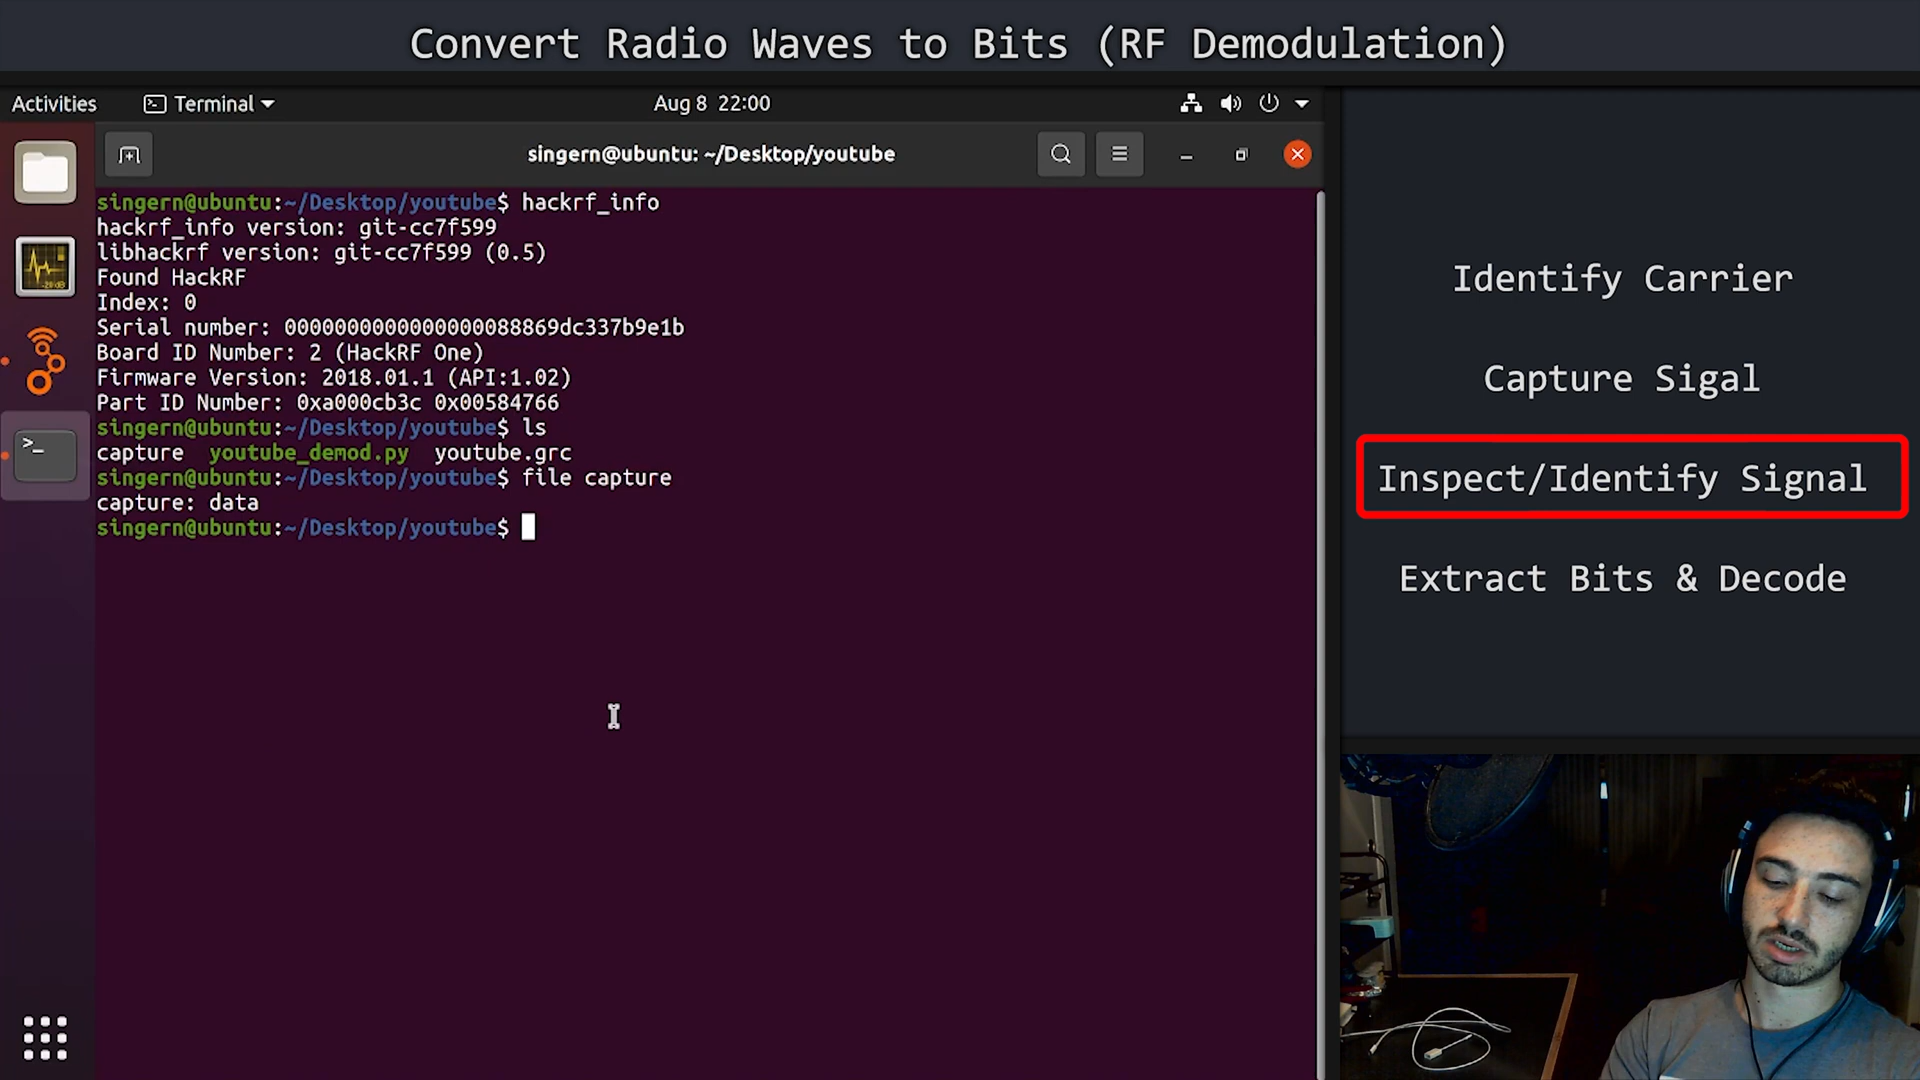 Convert Radio Waves to Bits (RF Demodulation)
Activities
Terminal
Aug 8 22:00
singern@ubuntu: ~/Desktop/youtube
singern@ubuntu:~/Desktop/youtube$ hackrf_info
hackrf_info version: git-cc7f599
libhackrf version: git-cc7f599 (0.5)
Found HackRF
Index: 0
Serial number: 0000000000000000088869dc337b9e1b
Board ID Number: 2 (HackRF One)
Firmware Version: 2018.01.1 (API:1.02)
Part ID Number: 0xa000cb3c 0x00584766
singern@ubuntu:~/Desktop/youtube$ ls
capture youtube_demod.py youtube.grc
singern@ubuntu:~/Desktop/youtube$ file capture
capture: data
singern@ubuntu:~/Desktop/youtube$
Identify Carrier
Capture Sigal
Inspect/Identify Signal
Extract Bits & Decode